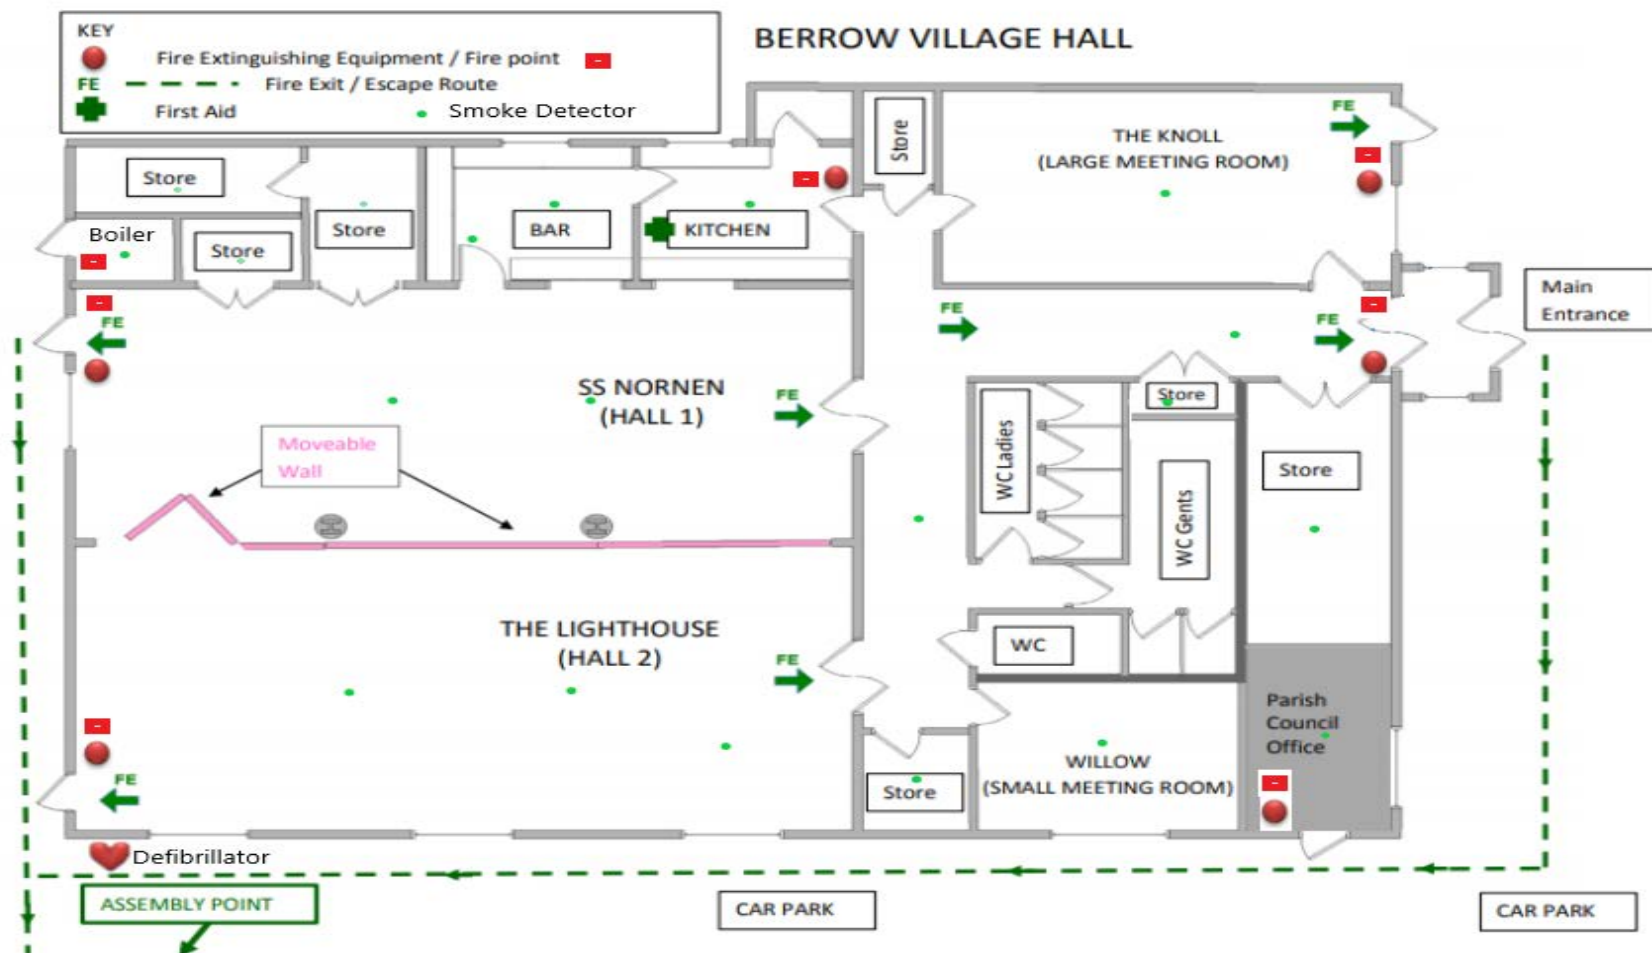 BERROW VILLAGE HALL
KEY
Fire Extinguishing Equipment / Fire point
FE Fire Exit / Escape Route
First Aid
Smoke Detector
Store
Boiler
Store
Store
BAR
KITCHEN
Store
THE KNOLL
(LARGE MEETING ROOM)
FE
Main
Entrance
FE
FE
FE
SS NORNEN
(HALL 1)
FE
Moveable
Wall
WC Ladies
Store
WC Gents
Store
THE LIGHTHOUSE
(HALL 2)
FE
WC
Parish
Council
Office
WILLOW
(SMALL MEETING ROOM)
Store
FE
Defibrillator
ASSEMBLY POINT
CAR PARK
CAR PARK